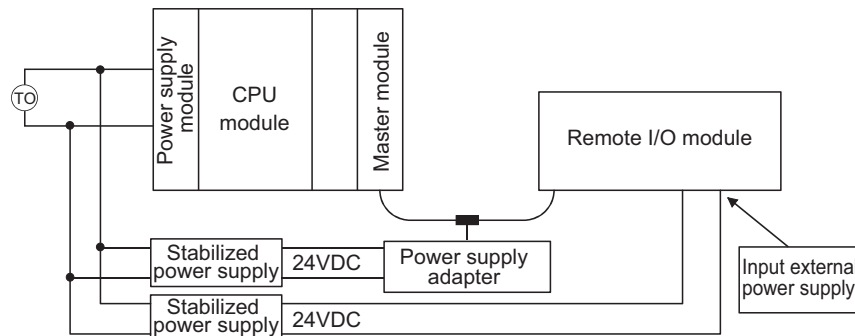 Power supply
module
CPU
module
Master module
Remote I/O module
TO
Stabilized
power supply
24VDC
Power supply
adapter
Input external
power supply
Stabilized
power supply
24VDC